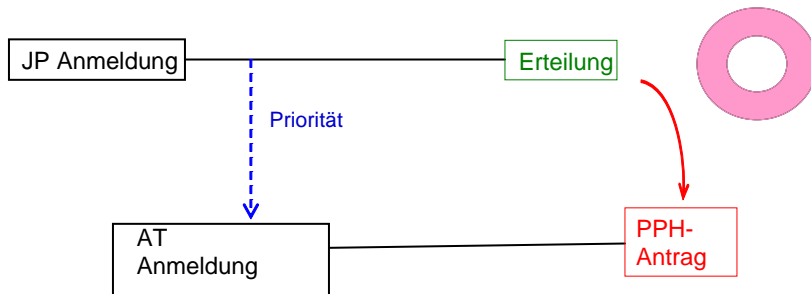 JP Anmeldung
Erteilung
Priorität
AT
Anmeldung
PPH-
Antrag